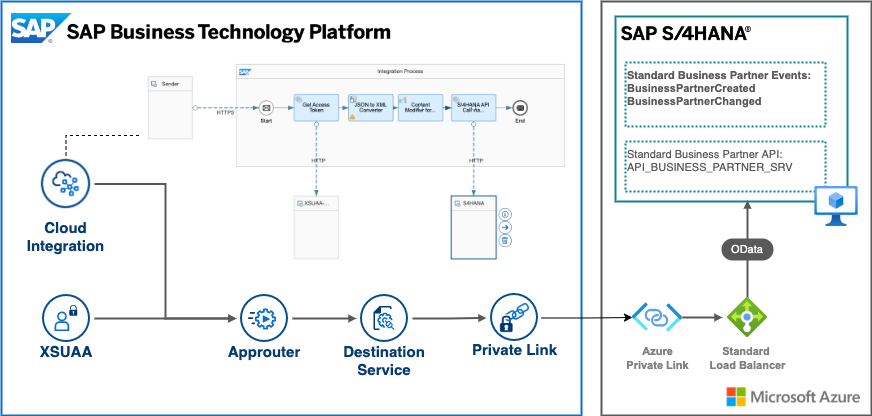 SAP
SAP Business Technology Platform
Sender
SAP
Integration Process
HTTPS
Start
Get Access
Token
JSON to XML
Converter
Content
Modifier for...
S/4HANA API
Call via...
End
HTTP
HTTP
XSUAA-...
S4HANA
Cloud
Integration
XSUAA
Approuter
Destination
Service
Private Link
SAP S/4HANA®
Standard Business Partner Events:
BusinessPartnerCreated
BusinessPartnerChanged
Standard Business Partner API:
API_BUSINESS_PARTNER_SRV
OData
Azure
Private Link
Standard
Load Balancer
Microsoft Azure